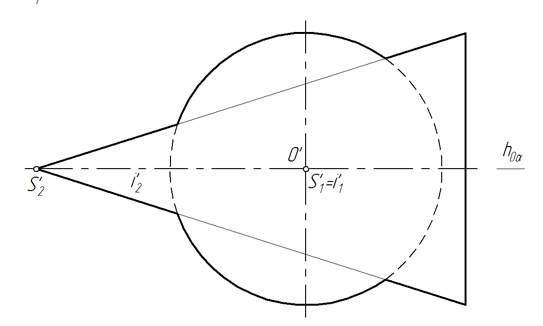 O'
h₀α
S'₂
i'₂
S'₁=i'₁